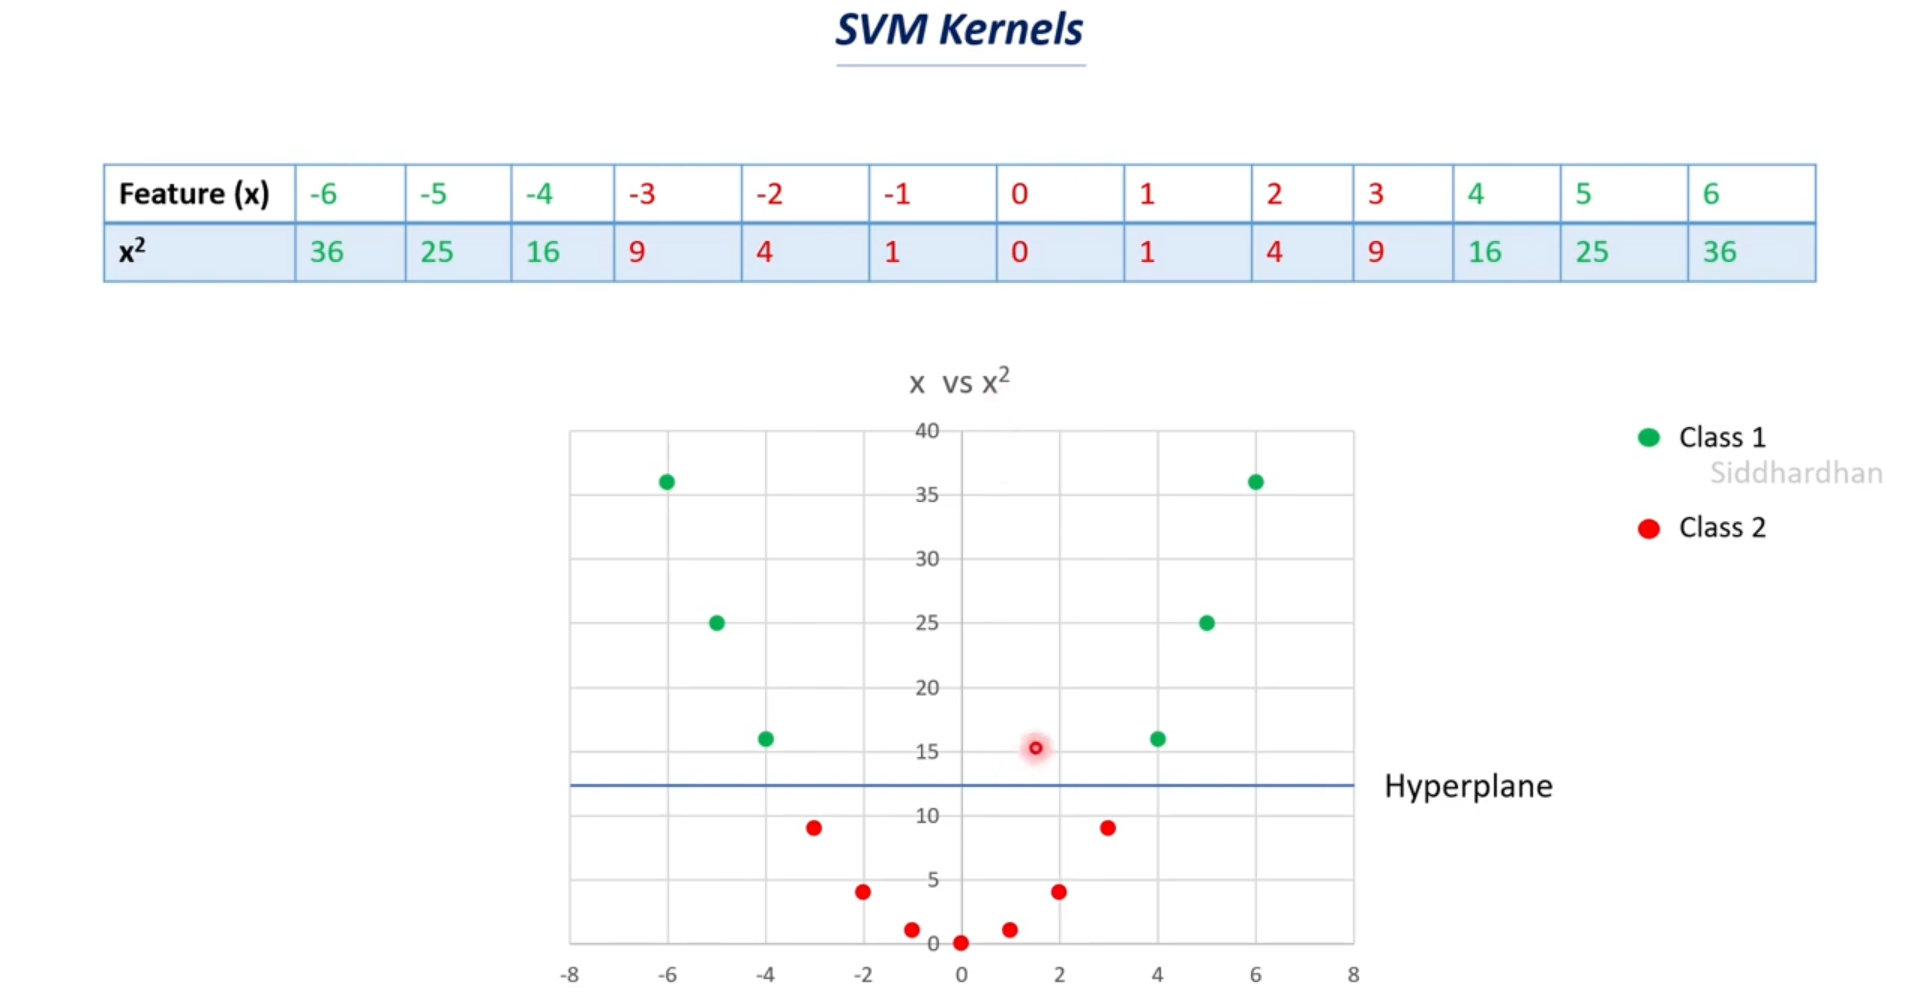 SVM Kernels
Feature (x) -6 -5 -4 -3 -2 -1 0 1 2 3 4 5 6
x² 36 25 16 9 4 1 0 1 4 9 16 25 36
x vs x²
40
35
30
25
20
15
10
5
0
-8 -6 -4 -2 0 2 4 6 8
Hyperplane
Class 1
Siddhardhan
Class 2